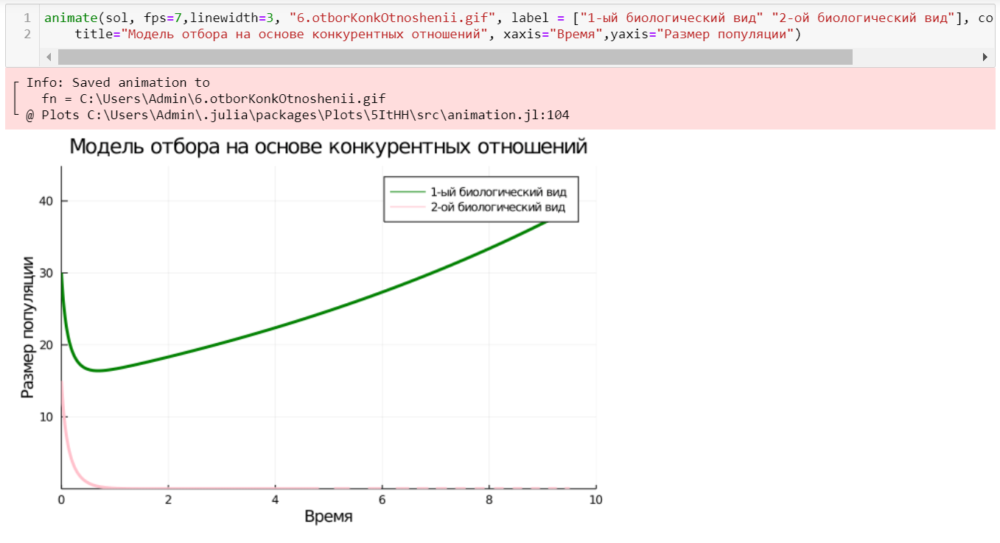 1 animate(sol, fps=7,linewidth=3, "6.otborKonkOtnoshenii.gif", label = ["1-ый биологический вид" "2-ой биологический вид"], co
2 title="Модель отбора на основе конкурентных отношений", xaxis="Время",yaxis="Размер популяции")
Info: Saved animation to
fn = C:\Users\Admin\6.otborKonkOtnoshenii.gif
@ Plots C:\Users\Admin\.julia\packages\Plots\5ItHH\src\animation.jl:104
Модель отбора на основе конкурентных отношений
1-ый биологический вид
2-ой биологический вид
40
30
20
10
Размер популяции
0 2 4 6 8 10
Время